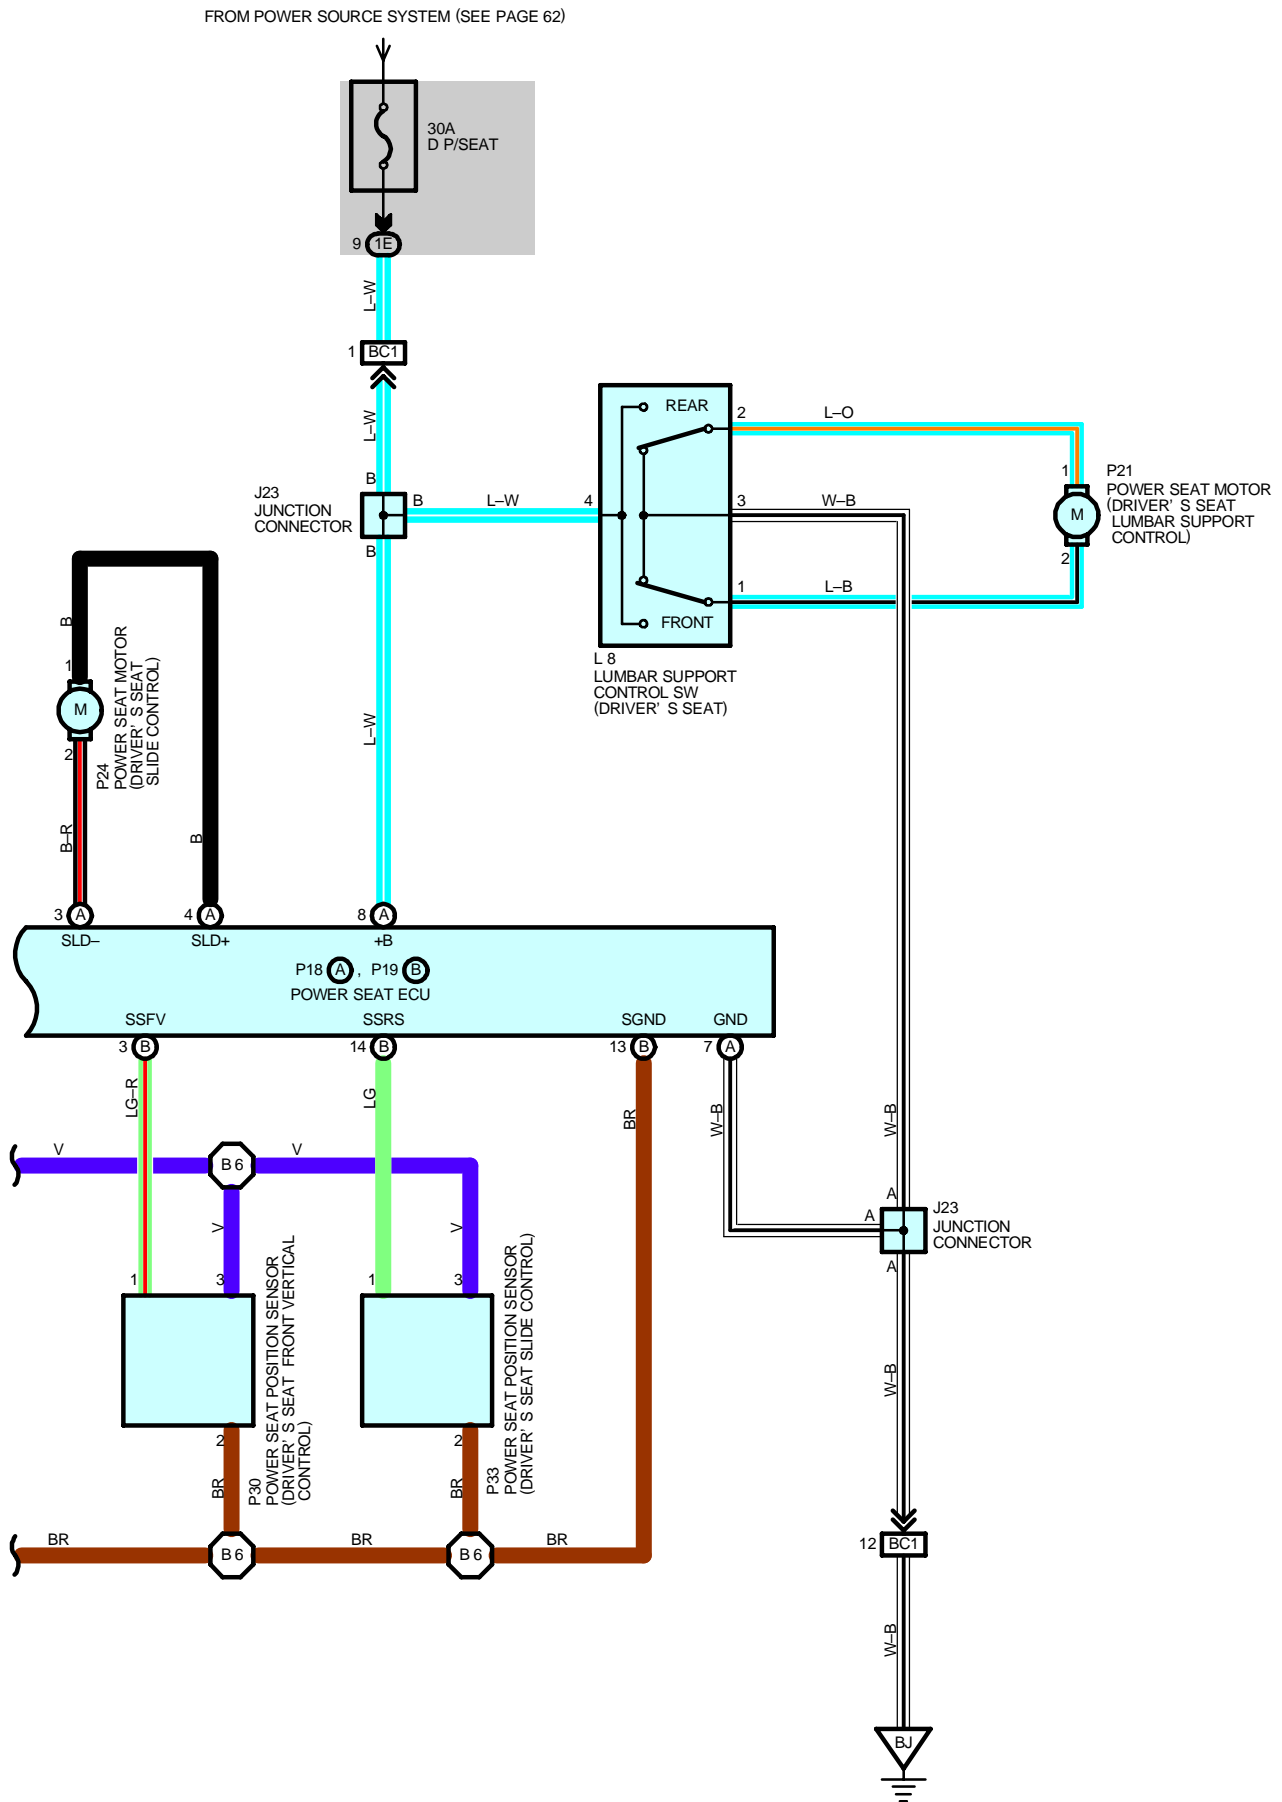 FROM POWER SOURCE SYSTEM (SEE PAGE 62)
30A
D P/SEAT
9 1E
L–W
1 BC1
L–W
B
J23
JUNCTION
CONNECTOR
B
L–W
4
B
REAR
FRONT
2
L–O
3
W–B
1
L–B
L 8
LUMBAR SUPPORT
CONTROL SW
(DRIVER' S SEAT)
1
M
2
P21
POWER SEAT MOTOR
(DRIVER' S SEAT
LUMBAR SUPPORT
CONTROL)
B
1
M
2
P24
POWER SEAT MOTOR
(DRIVER' S SEAT
SLIDE CONTROL)
B–R
B
L–W
3 A
4 A
8 A
SLD–
SLD+
+B
P18 A , P19 B
POWER SEAT ECU
SSFV
SSRS
SGND
GND
3 B
14 B
13 B
7 A
LG–R
LG
BR
W–B
W–B
V
B 6
V
V
V
A
A
A
J23
JUNCTION
CONNECTOR
1
3
1
3
2
2
P30
POWER SEAT POSITION SENSOR
(DRIVER' S SEAT FRONT VERTICAL
CONTROL)
P33
POWER SEAT POSITION SENSOR
(DRIVER' S SEAT SLIDE CONTROL)
W–B
BR
BR
BR
B 6
BR
B 6
BR
12 BC1
W–B
BJ